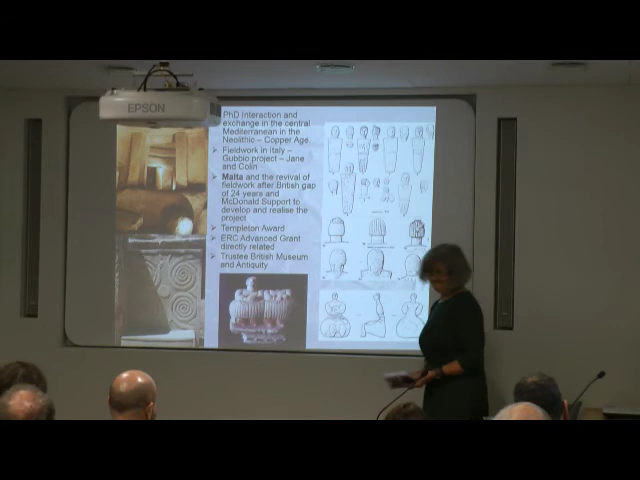 EPSON
PhD Interaction and
exchange in the central
Mediterranean in the
Neolithic – Copper Age
➢ Fieldwork in Italy –
Gubbio project – Jane
and Colin
➢ Malta and the revival of
fieldwork after British gap
of 24 years and
McDonald Support to
develop and realise the
project
➢ Templeton Award
➢ ERC Advanced Grant
directly related
➢ Trustee British Museum
and Antiquity